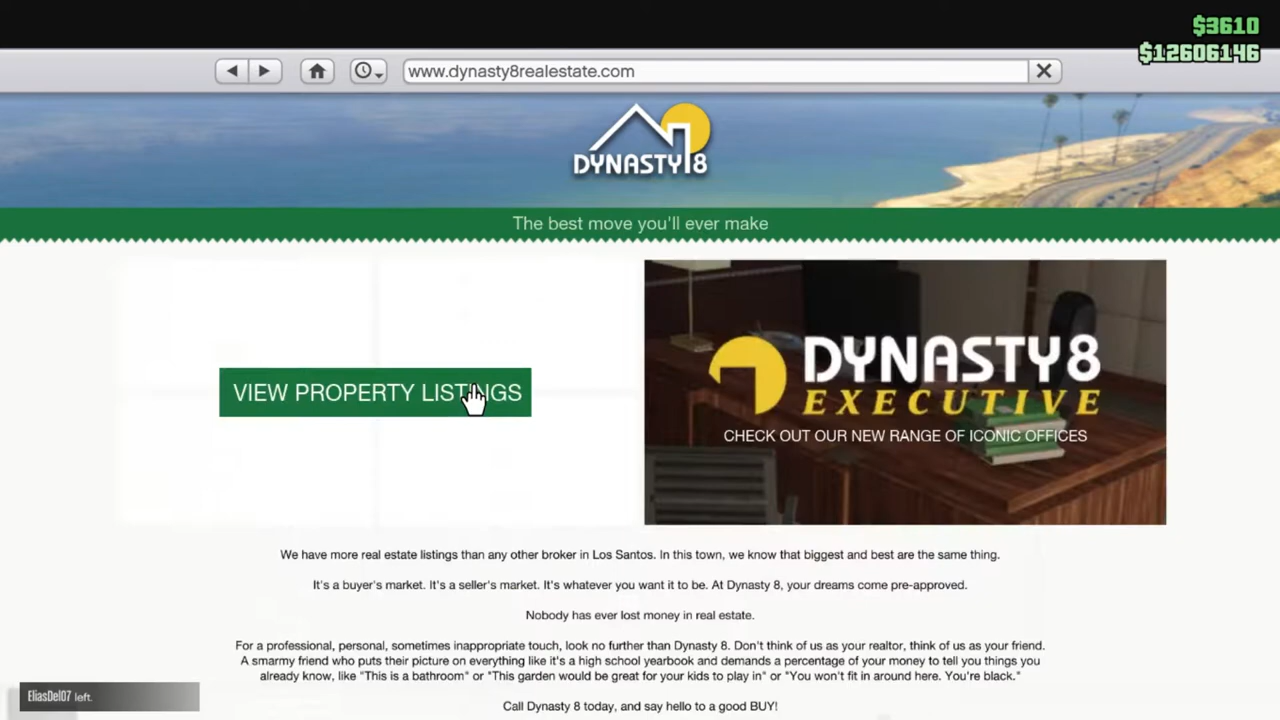 $3610
$12606146
www.dynasty8realestate.com
DYNASTY 8
The best move you'll ever make
VIEW PROPERTY LISTINGS
DYNASTY8
EXECUTIVE
CHECK OUT OUR NEW RANGE OF ICONIC OFFICES
We have more real estate listings than any other broker in Los Santos. In this town, we know that biggest and best are the same thing.
It's a buyer's market. It's a seller's market. It's whatever you want it to be. At Dynasty 8, your dreams come pre-approved.
Nobody has ever lost money in real estate.
For a professional, personal, sometimes inappropriate touch, look no further than Dynasty 8. Don't think of us as your realtor, think of us as your friend.
A smarmy friend who puts their picture on everything like it's a high school yearbook and demands a percentage of your money to tell you things you
already know, like "This is a bathroom" or "This garden would be great for your kids to play in" or "You won't fit in around here. You're black."
EliasDel07 left.
Call Dynasty 8 today, and say hello to a good BUY!